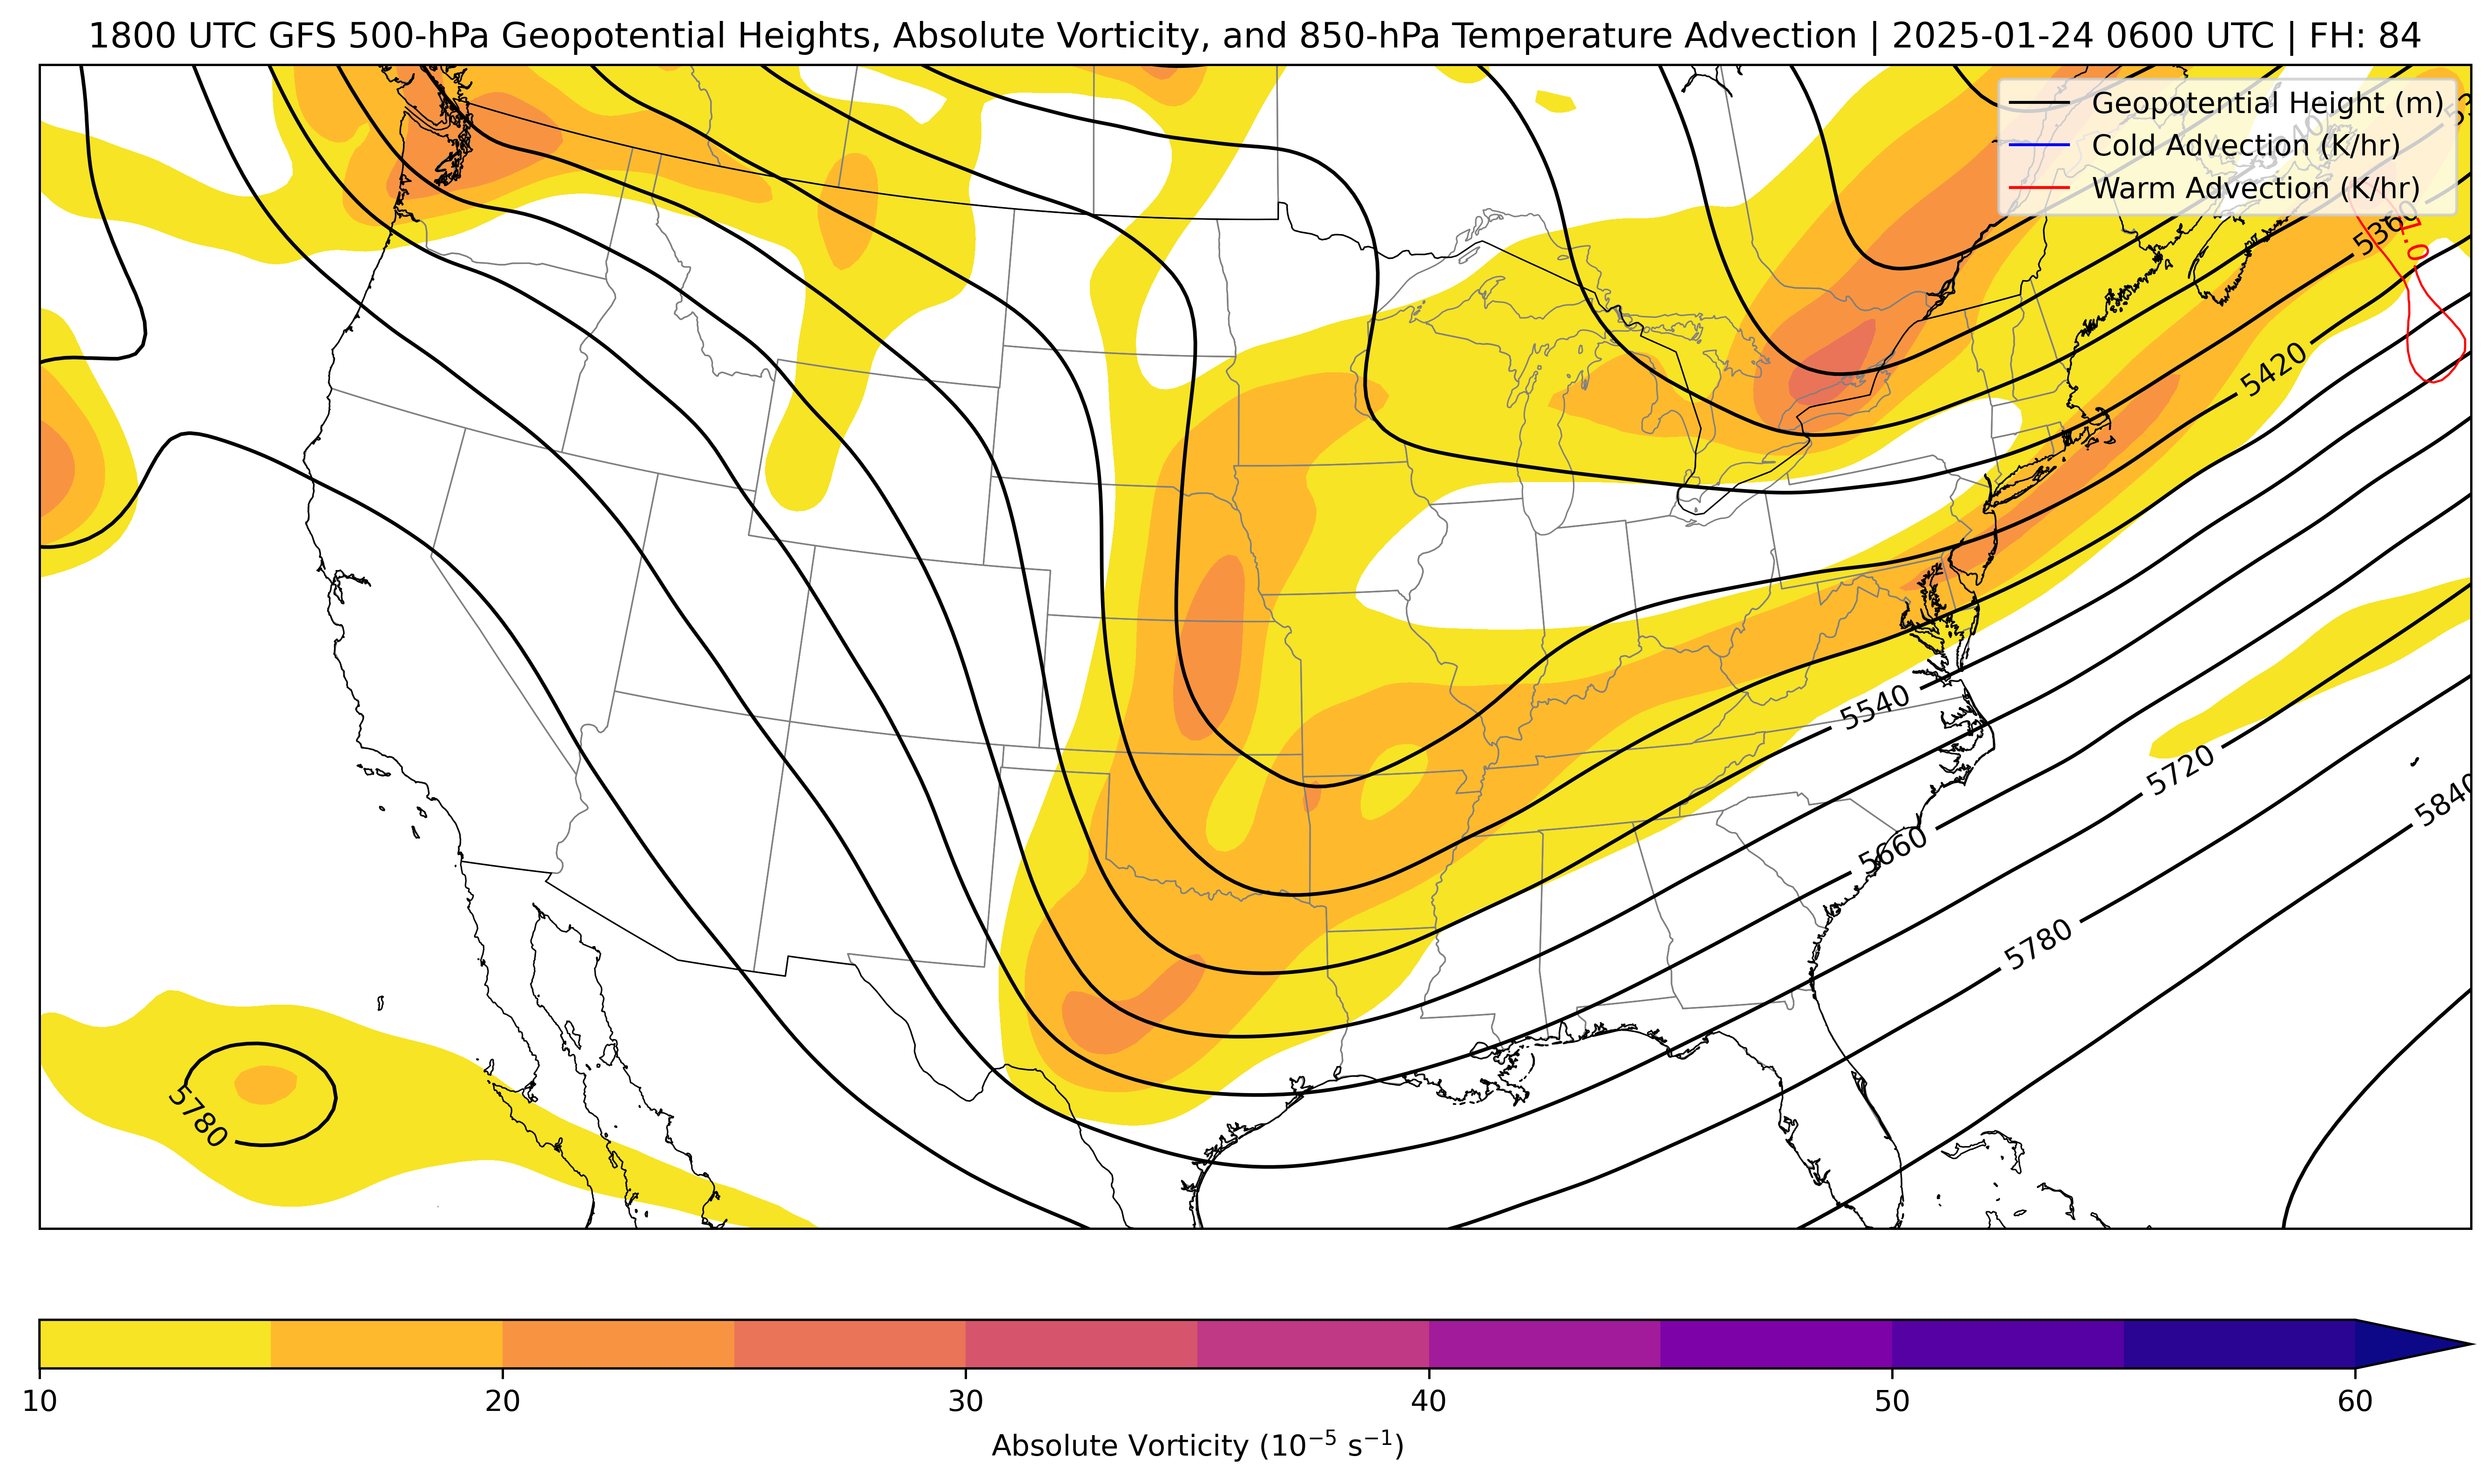 1800 UTC GFS 500-hPa Geopotential Heights, Absolute Vorticity, and 850-hPa Temperature Advection | 2025-01-24 0600 UTC | FH: 84
Geopotential Height (m)
Cold Advection (K/hr)
Warm Advection (K/hr)
5240
1.0
5360
5420
5540
5720
5840
5660
5780
5780
10 20 30 40 50 60
Absolute Vorticity (10⁻⁵ s⁻¹)